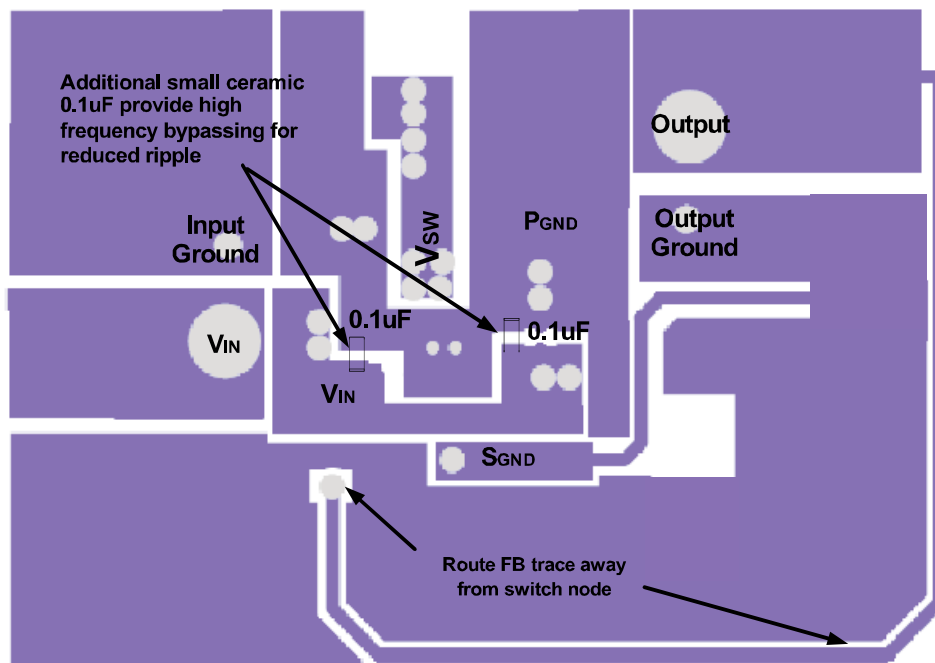 Additional small ceramic
0.1uF provide high
frequency bypassing for
reduced ripple
Output
Input
Ground
VSW
PGND
Output
Ground
0.1uF
0.1uF
VIN
VIN
SGND
Route FB trace away
from switch node